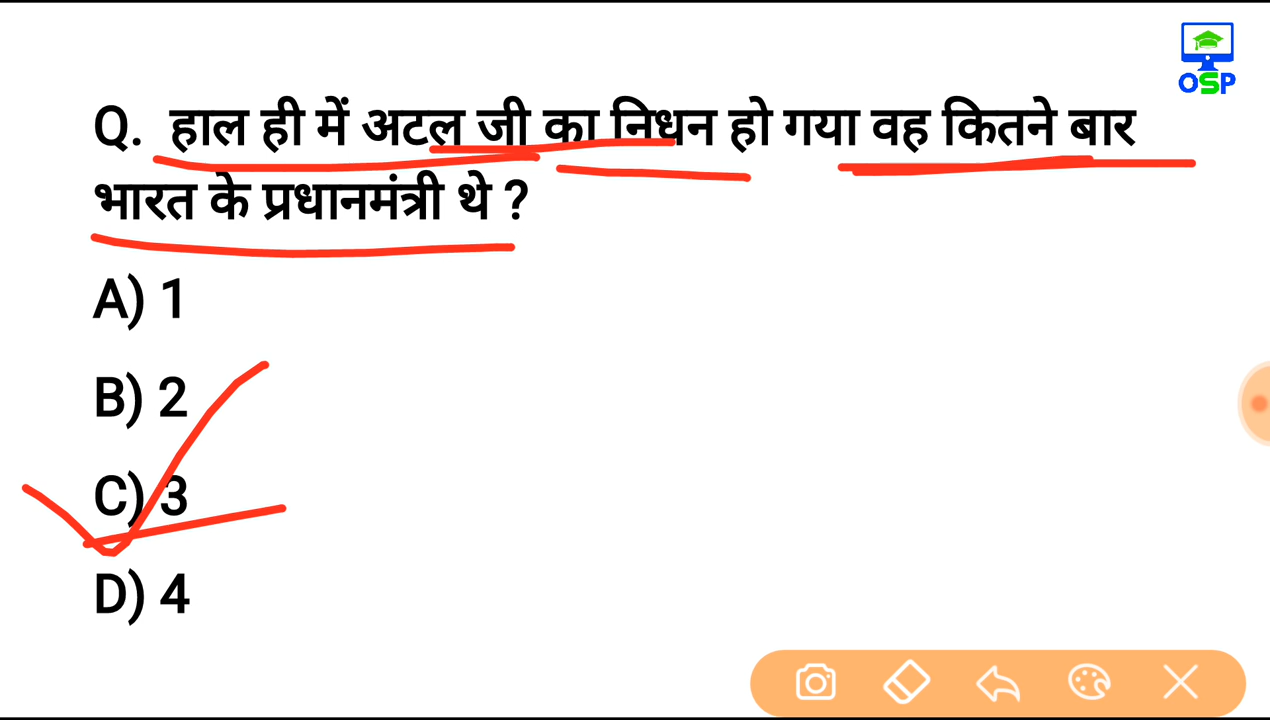 OSP
Q. हाल ही में अटल जी का निधन हो गया वह कितने बार
भारत के प्रधानमंत्री थे ?
A) 1
B) 2
C) 3
D) 4